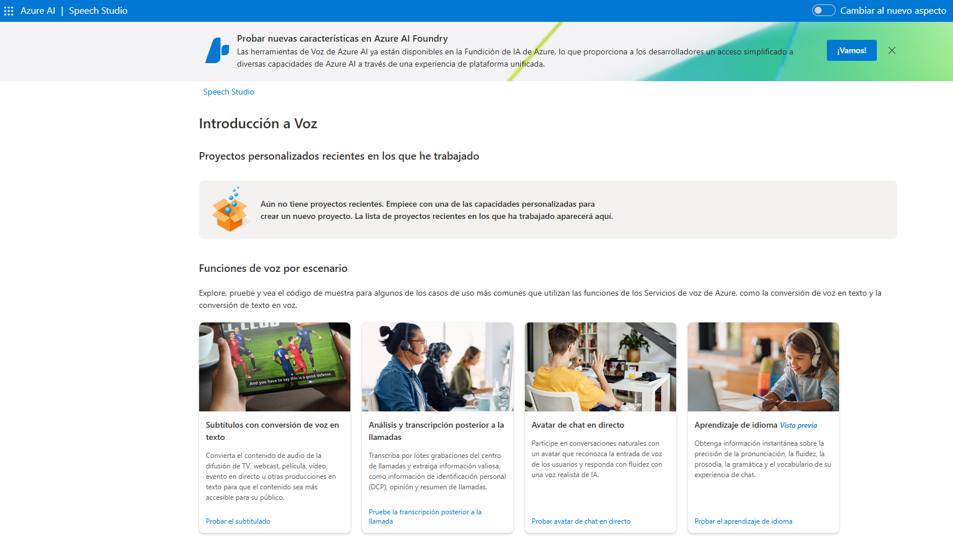 Azure AI | Speech Studio
Cambiar al nuevo aspecto
Probar nuevas características en Azure AI Foundry
Las herramientas de Voz de Azure AI ya están disponibles en la Fundición de IA de Azure, lo que proporciona a los desarrolladores un acceso simplificado a
diversas capacidades de Azure AI a través de una experiencia de plataforma unificada.
¡Vamos!
Speech Studio
Introducción a Voz
Proyectos personalizados recientes en los que he trabajado
Aún no tiene proyectos recientes. Empiece con una de las capacidades personalizadas para
crear un nuevo proyecto. La lista de proyectos recientes en los que ha trabajado aparecerá aquí.
Funciones de voz por escenario
Explore, pruebe y vea el código de muestra para algunos de los casos de uso más comunes que utilizan las funciones de los Servicios de voz de Azure, como la conversión de voz en texto y la
conversión de texto en voz.
And you have to say this is a good defense.
Subtítulos con conversión de voz en
texto
Convierta el contenido de audio de la
difusión de TV, webcast, película, vídeo,
evento en directo u otras producciones en
texto para que el contenido sea más
accesible para su público.
Probar el subtitulado
Análisis y transcripción posterior a la
llamadas
Transcriba por lotes grabaciones del centro
de llamadas y extraiga información valiosa,
como información de identificación personal
(DCP), opinión y resumen de llamadas.
Pruebe la transcripción posterior a la
llamada
Avatar de chat en directo
Participe en conversaciones naturales con
un avatar que reconozca la entrada de voz
de los usuarios y responda con fluidez con
una voz realista de IA.
Probar avatar de chat en directo
Aprendizaje de idioma Vista previa
Obtenga información instantánea sobre la
precisión de la pronunciación, la fluidez, la
prosodia, la gramática y el vocabulario de su
experiencia de chat.
Probar el aprendizaje de idioma